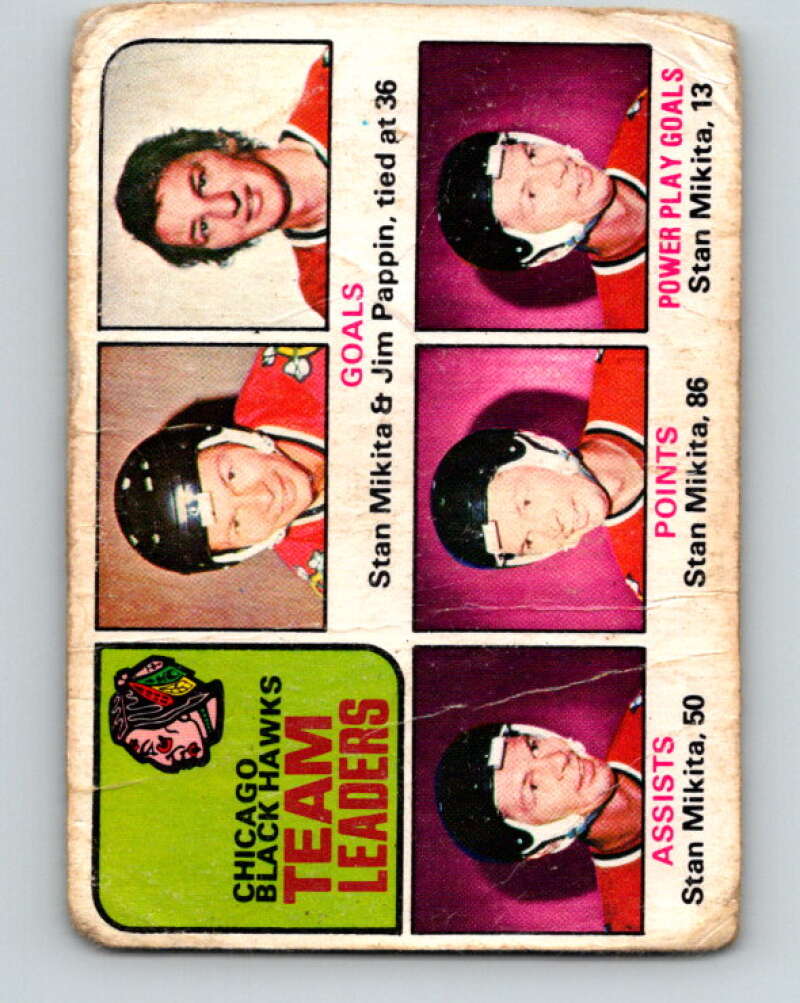 CHICAGO
BLACK HAWKS
TEAM
LEADERS
GOALS
Stan Mikita & Jim Pappin, tied at 36
ASSISTS
Stan Mikita, 50
POINTS
Stan Mikita, 86
POWER PLAY GOALS
Stan Mikita, 13